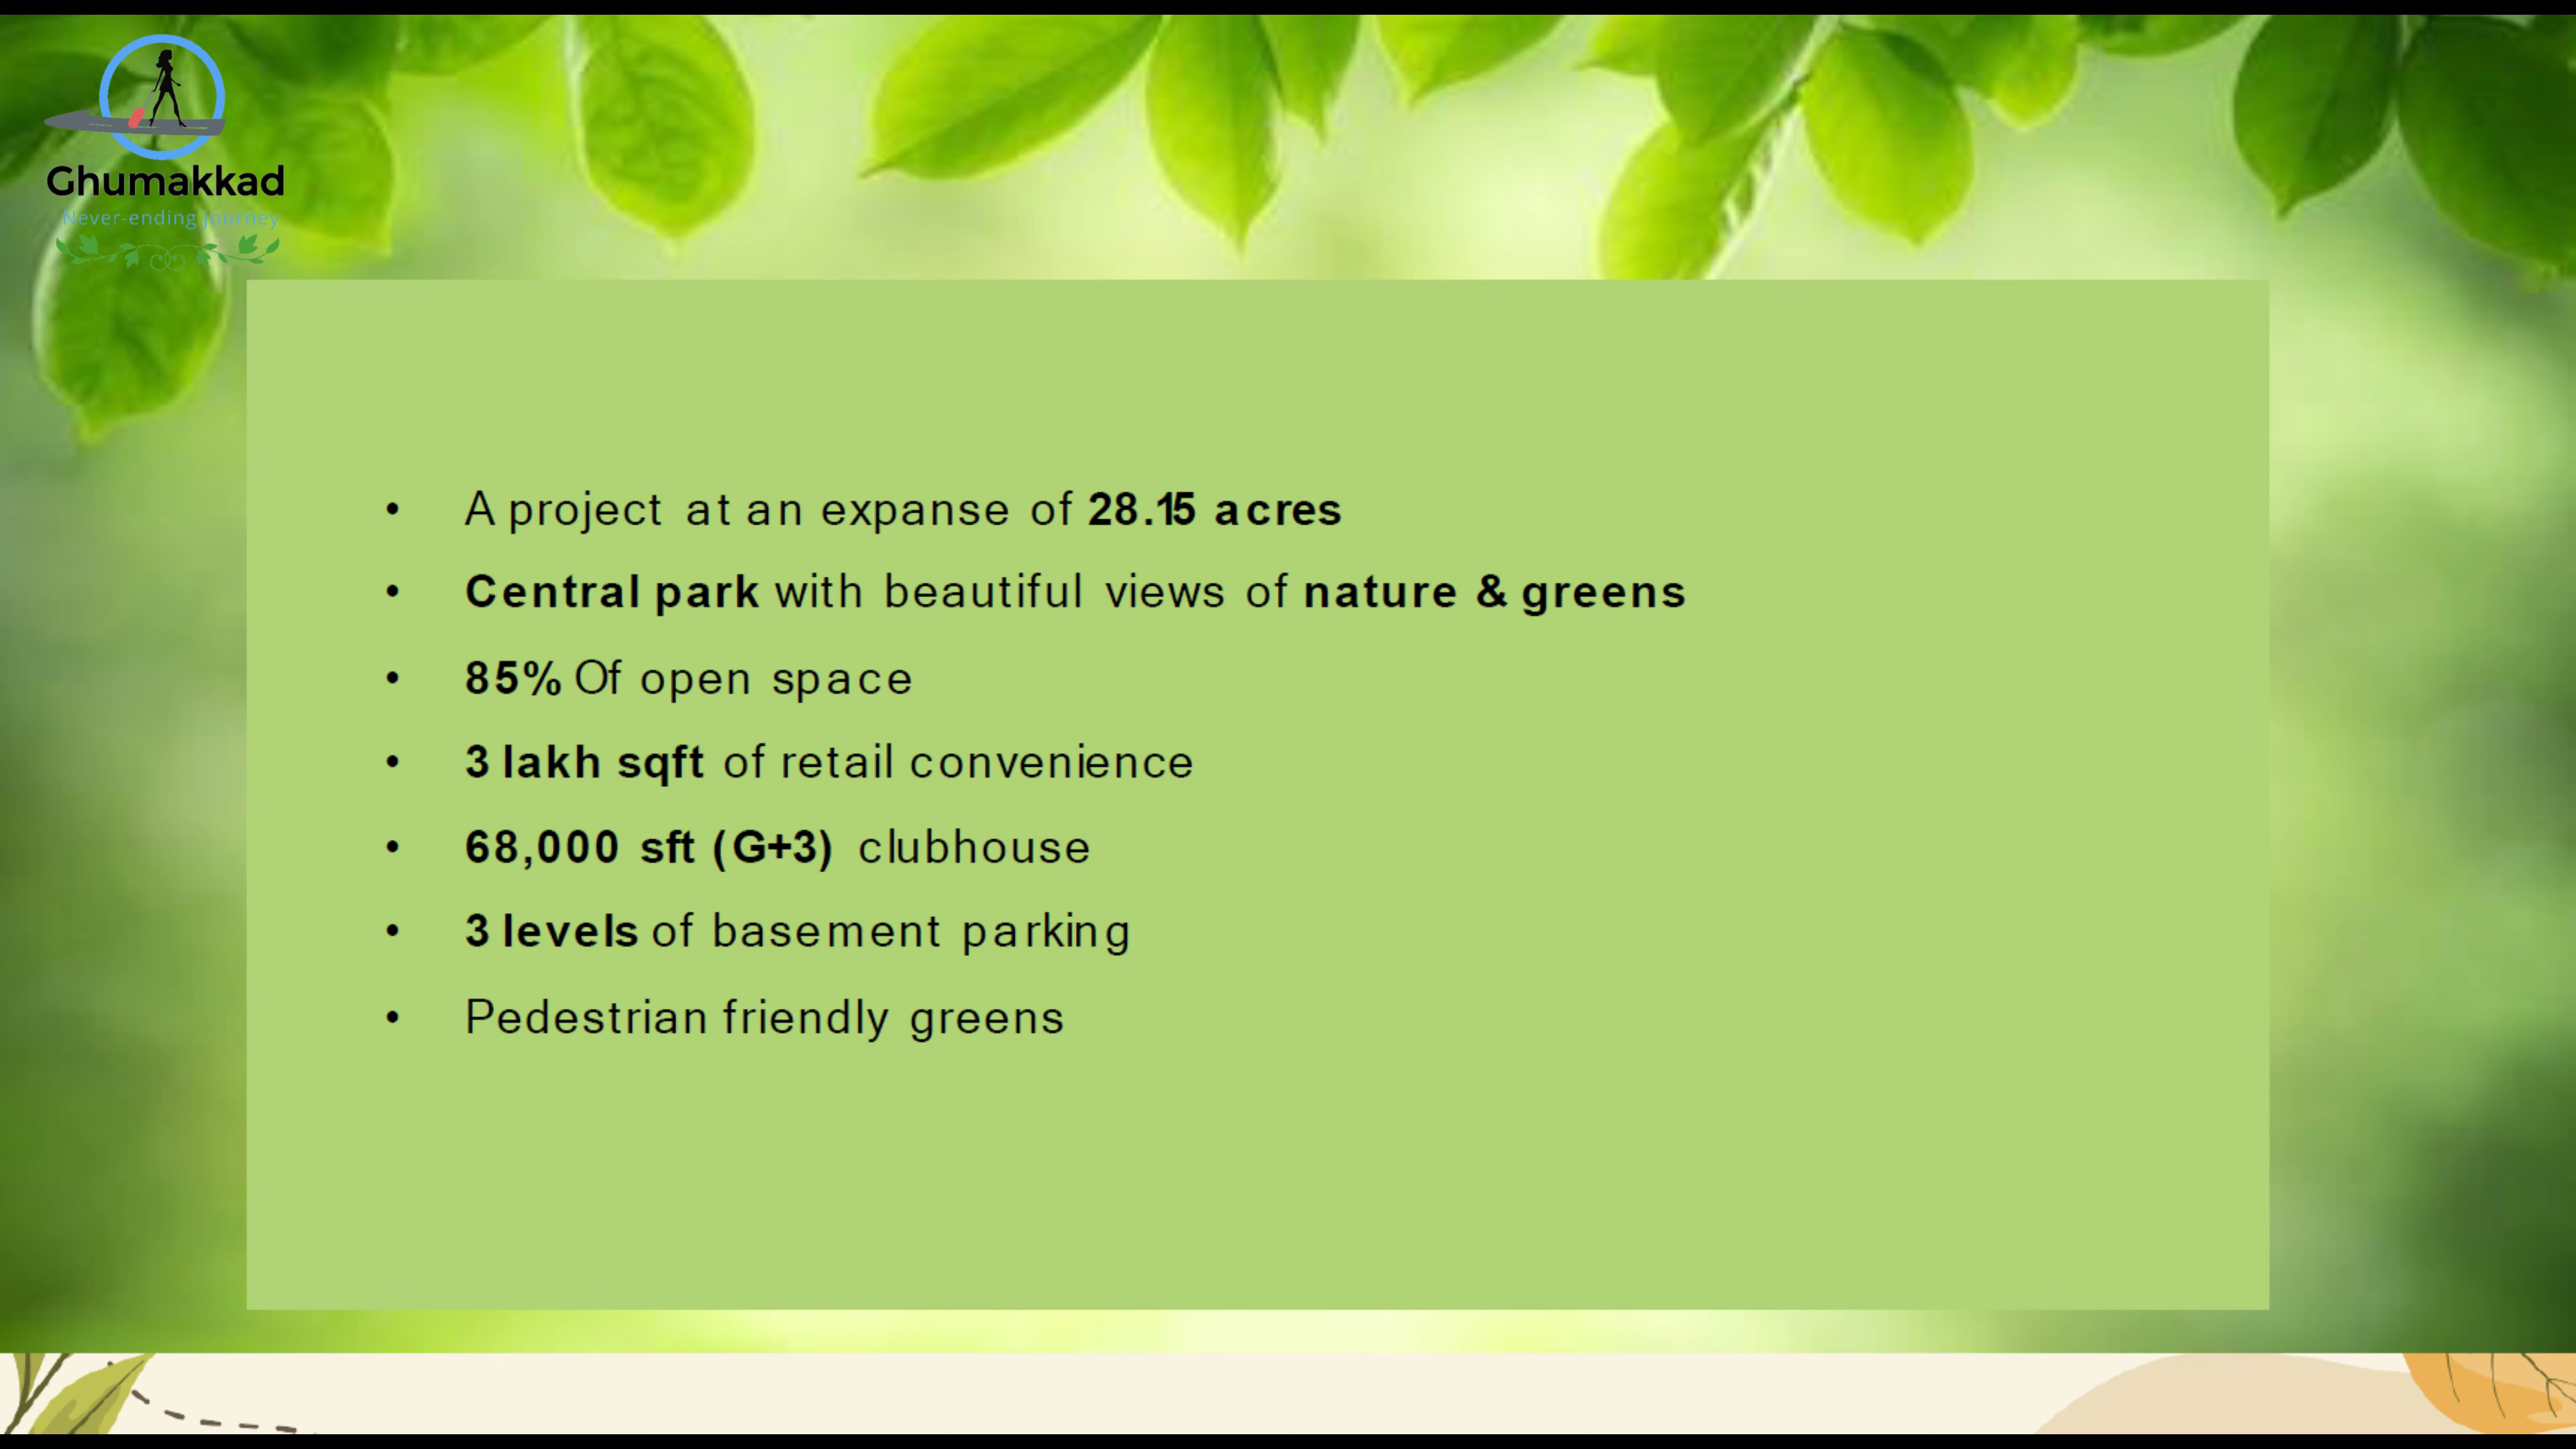 Ghumakkad
Never-ending journey
• A project at an expanse of 28.15 acres
• Central park with beautiful views of nature & greens
• 85% Of open space
• 3 lakh sqft of retail convenience
• 68,000 sft (G+3) clubhouse
• 3 levels of basement parking
• Pedestrian friendly greens